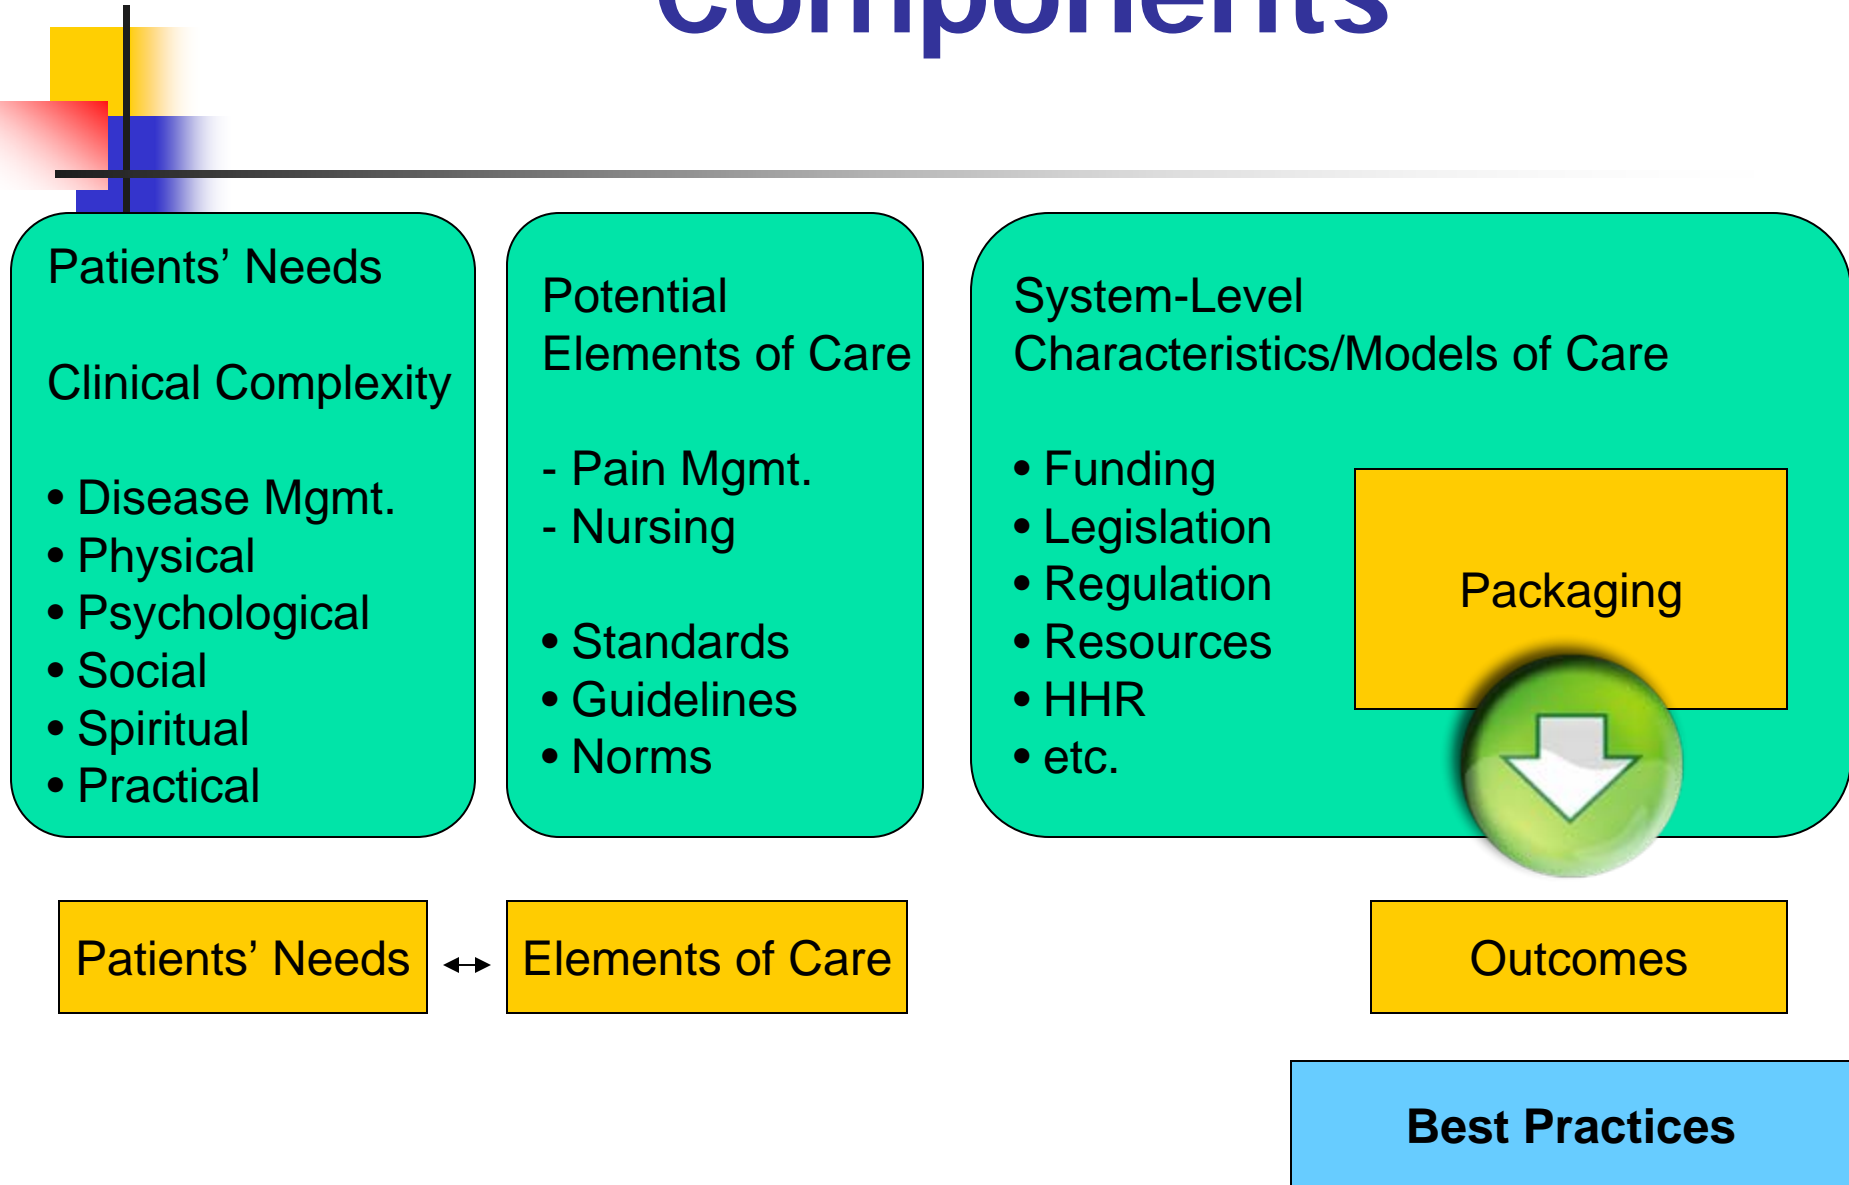 Components
Patients’ Needs
Clinical Complexity
• Disease Mgmt.
• Physical
• Psychological
• Social
• Spiritual
• Practical
Potential
Elements of Care
- Pain Mgmt.
- Nursing
• Standards
• Guidelines
• Norms
System-Level
Characteristics/Models of Care
• Funding
• Legislation
• Regulation
• Resources
• HHR
• etc.
Packaging
Patients’ Needs
Elements of Care
Outcomes
Best Practices